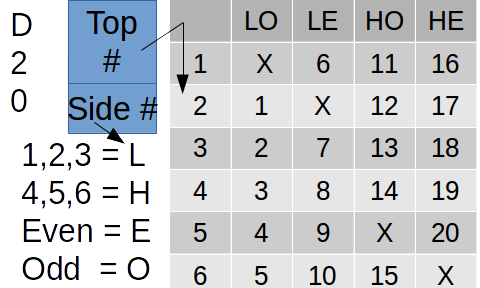 D
2
0
Top
#
Side #
1,2,3 = L
4,5,6 = H
Even = E
Odd = O
LO LE HO HE
1 X 6 11 16
2 1 X 12 17
3 2 7 13 18
4 3 8 14 19
5 4 9 X 20
6 5 10 15 X